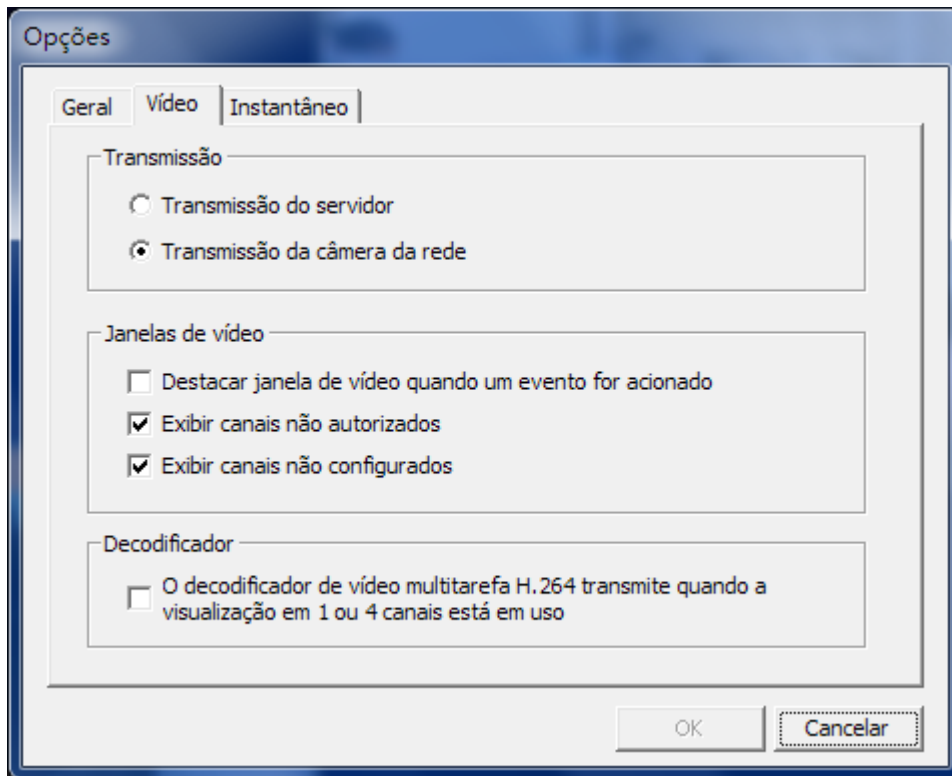 Opções
Geral
Vídeo
Instantâneo
Transmissão
Transmissão do servidor
Transmissão da câmera da rede
Janelas de vídeo
Destacar janela de vídeo quando um evento for acionado
Exibir canais não autorizados
Exibir canais não configurados
Decodificador
O decodificador de vídeo multitarefa H.264 transmite quando a
visualização em 1 ou 4 canais está em uso
OK
Cancelar